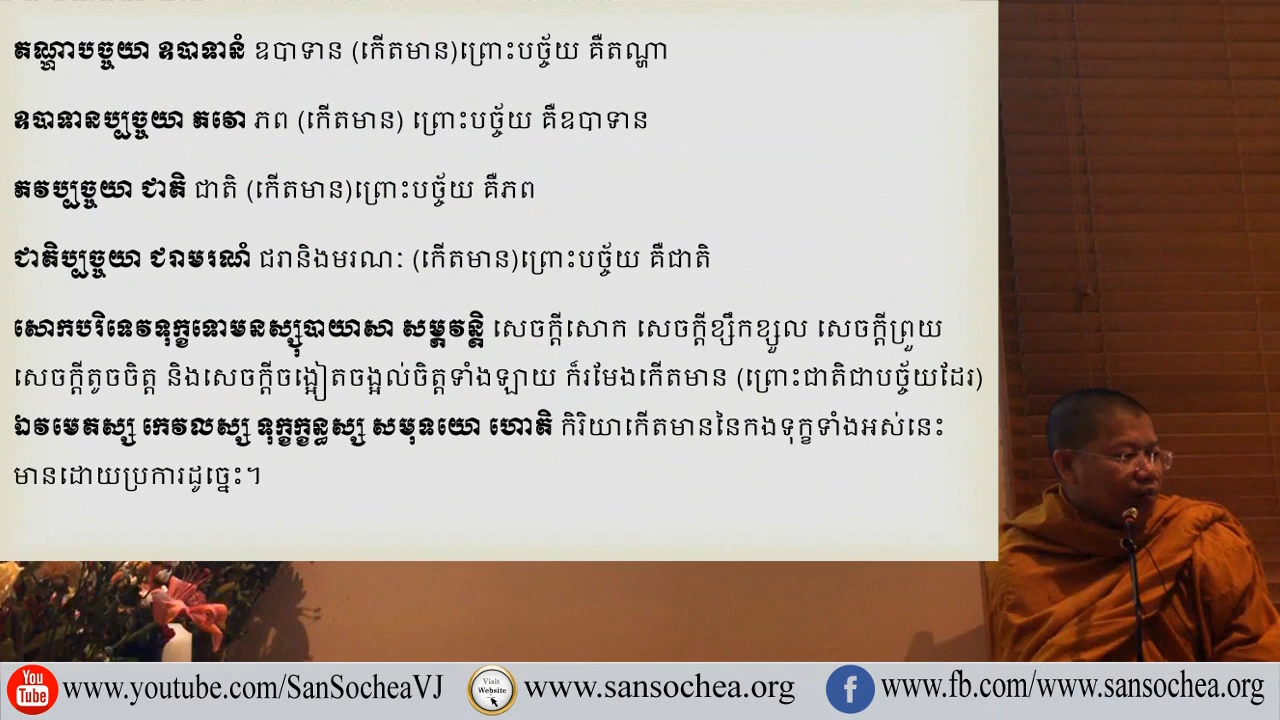 តណ្ហាបច្ចយា ឧបាទានំ ឧបាទាន (កើតមាន)ព្រោះបច្ច័យ គឺតណ្ហា
ឧបាទានប្បច្ចយា ភវោ ភព (កើតមាន) ព្រោះបច្ច័យ គឺឧបាទាន
ភវប្បច្ចយា ជាតិ ជាតិ (កើតមាន)ព្រោះបច្ច័យ គឺភព
ជាតិប្បច្ចយា ជរាមរណំ ជរានិងមរណៈ (កើតមាន)ព្រោះបច្ច័យ គឺជាតិ
សោកបរិទេវទុក្ខទោមនស្សុបាយាសា សម្ភវន្តិ សេចក្តីសោក សេចក្តីខ្សឹកខ្សួល សេចក្តីព្រួយ
សេចក្តីតូចចិត្ត និងសេចក្តីចង្អៀតចង្អល់ចិត្តទាំងឡាយ ក៏រមែងកើតមាន (ព្រោះជាតិជាបច្ច័យដែរ)
ឯវមេតស្ស កេវលស្ស ទុក្ខក្ខន្ធស្ស សមុទយោ ហោតិ កិរិយាកើតមាននៃកងទុក្ខទាំងអស់នេះ
មានដោយប្រការដូច្នេះ។
You Tube www.youtube.com/SanSocheaVJ Visit Website www.sansochea.org www.fb.com/www.sansochea.org